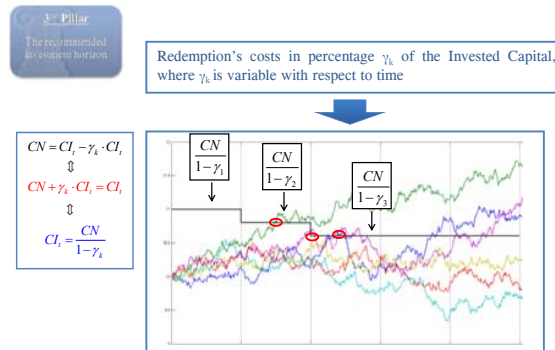 3rd Pillar
The recommended
investment horizon
Redemption's costs in percentage γk of the Invested Capital,
where γk is variable with respect to time
CN = CIt − γk · CIt
⇕
CN + γk · CIt = CIt
⇕
CIt = CN / 1 − γk
CN / 1 − γ1
CN / 1 − γ2
CN / 1 − γ3